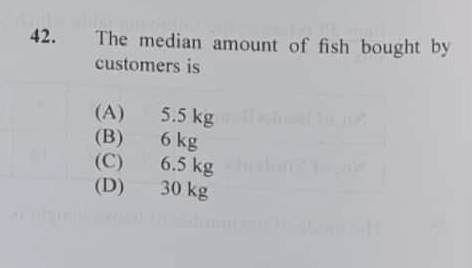 42. The median amount of fish bought by
customers is
(A) 5.5 kg
(B) 6 kg
(C) 6.5 kg
(D) 30 kg